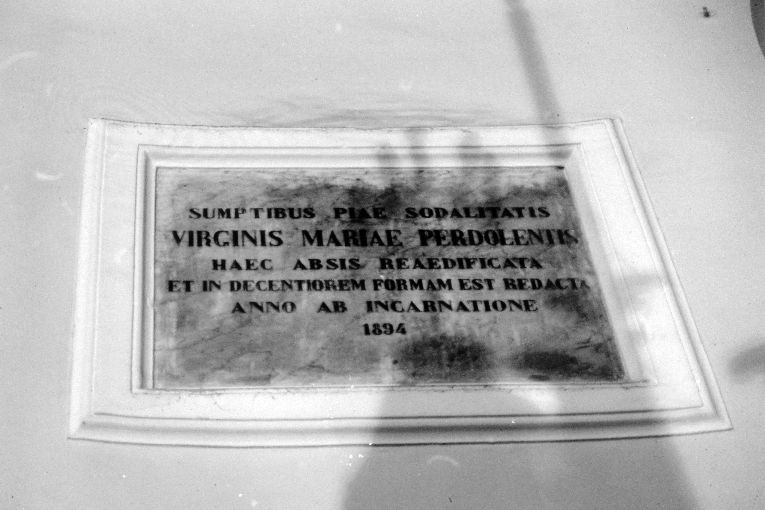 SUMPTIBUS PIAE SODALITATIS
VIRGINIS MARIAE PERDOLENTIS
HAEC ABSIS REAEDIFICATA
ET IN DECENTIOREM FORMAM EST REDACTA
ANNO AB INCARNATIONE
1894